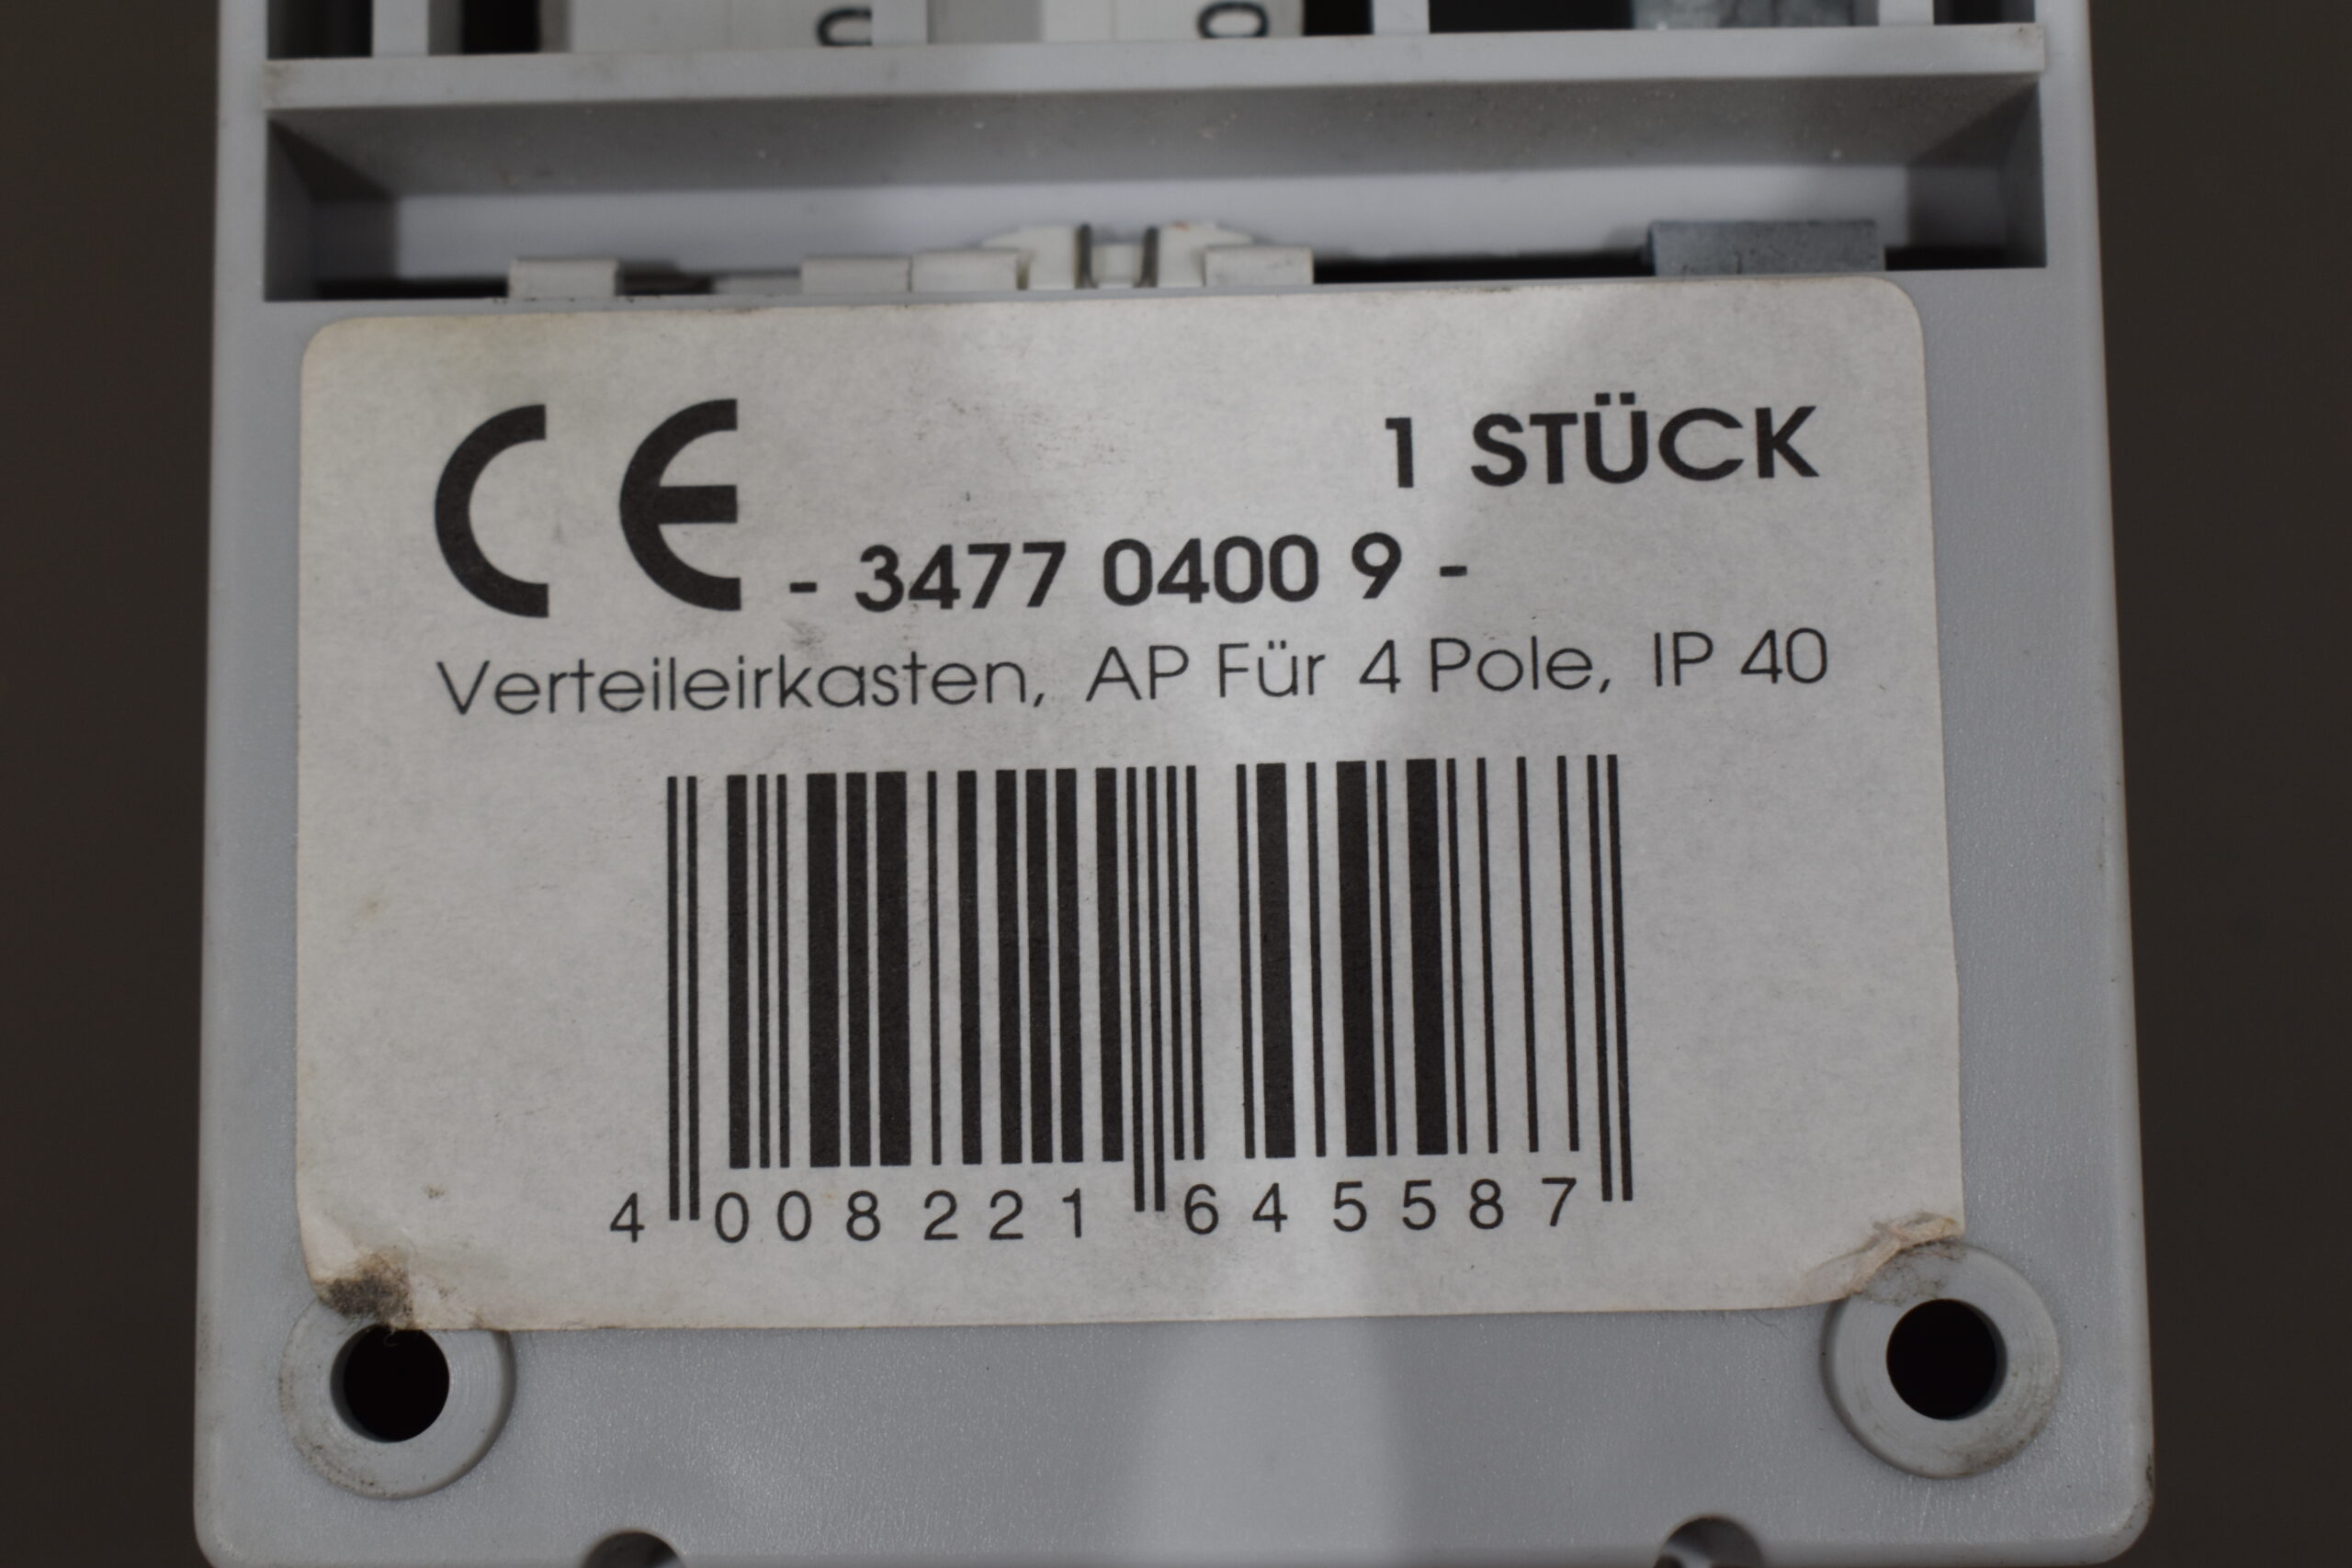 CE
1 STÜCK
- 3477 0400 9 -
Verteileirkasten, AP Für 4 Pole, IP 40
4 008221 645587